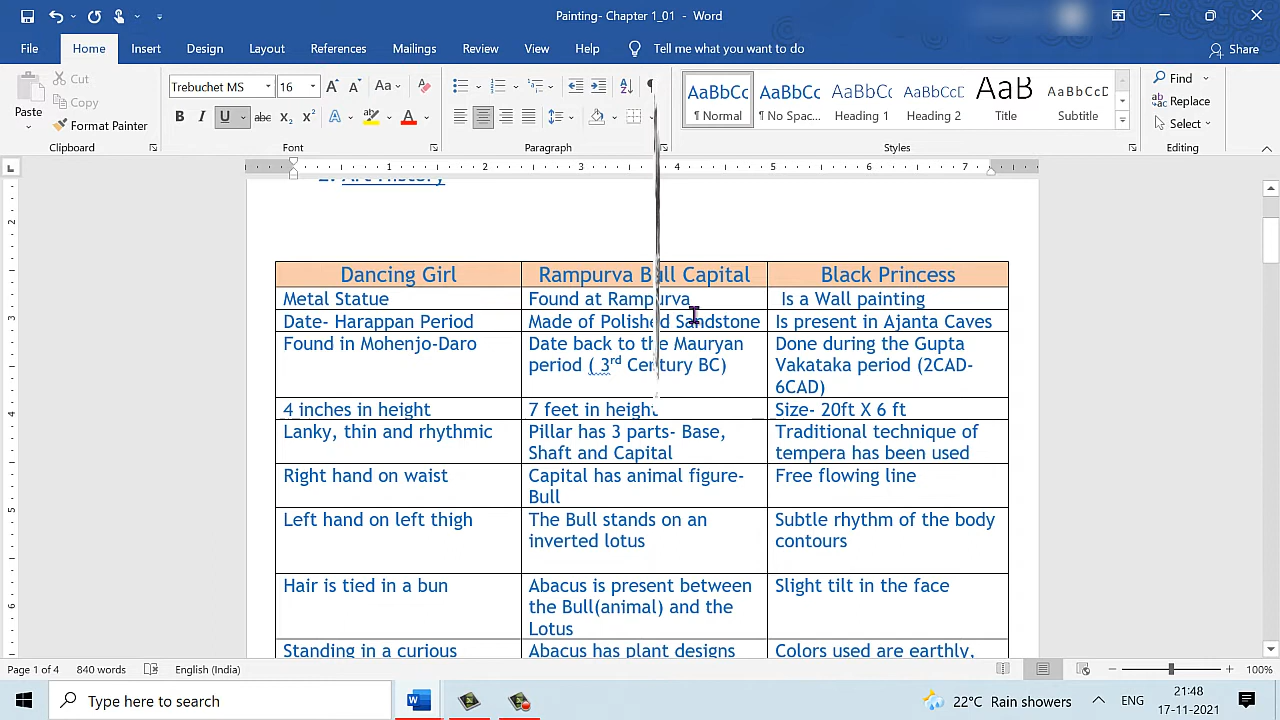 Painting- Chapter 1_01 - Word
File Home Insert Design Layout References Mailings Review View Help Tell me what you want to do Share
Paste
Cut
Copy
Format Painter
Clipboard
Trebuchet MS 16
Font
Paragraph
AaBbCc ¶ Normal
AaBbCc ¶ No Spac...
AaBbCc Heading 1
AaBbCcD Heading 2
AaB Title
AaBbCcD Subtitle
Styles
Find
Replace
Select
Editing
1 2 4 5 6 7
2. Art History
Dancing Girl Rampurva Bull Capital Black Princess
Metal Statue
Found at Rampurva
Is a Wall painting
Date- Harappan Period
Made of Polished Sandstone
Is present in Ajanta Caves
Found in Mohenjo-Daro
Date back to the Mauryan
period ( 3rd Century BC)
Done during the Gupta
Vakataka period (2CAD-
6CAD)
4 inches in height
7 feet in height
Size- 20ft X 6 ft
Lanky, thin and rhythmic
Pillar has 3 parts- Base,
Shaft and Capital
Traditional technique of
tempera has been used
Right hand on waist
Capital has animal figure-
Bull
Free flowing line
Left hand on left thigh
The Bull stands on an
inverted lotus
Subtle rhythm of the body
contours
Hair is tied in a bun
Abacus is present between
the Bull(animal) and the
Lotus
Slight tilt in the face
Standing in a curious
Abacus has plant designs
Colors used are earthly,
Page 1 of 4 840 words English (India) 100%
Type here to search
22°C Rain showers ENG
21:48
17-11-2021